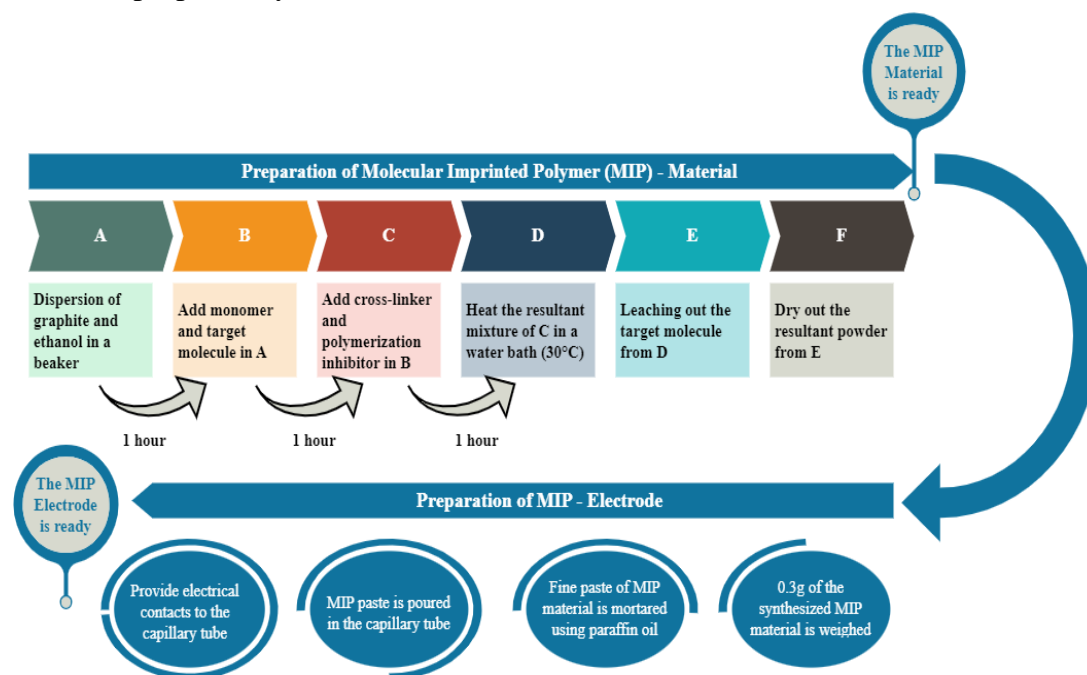 The MIP
Material
is ready
Preparation of Molecular Imprinted Polymer (MIP) - Material
A
B
C
D
E
F
Dispersion of
graphite and
ethanol in a
beaker
Add monomer
and target
molecule in A
Add cross-linker
and
polymerization
inhibitor in B
Heat the resultant
mixture of C in a
water bath (30°C)
Leaching out the
target molecule
from D
Dry out the
resultant powder
from E
1 hour
1 hour
1 hour
The MIP
Electrode
is ready
Preparation of MIP - Electrode
Provide electrical
contacts to the
capillary tube
MIP paste is poured
in the capillary tube
Fine paste of MIP
material is mortared
using paraffin oil
0.3g of the
synthesized MIP
material is weighed